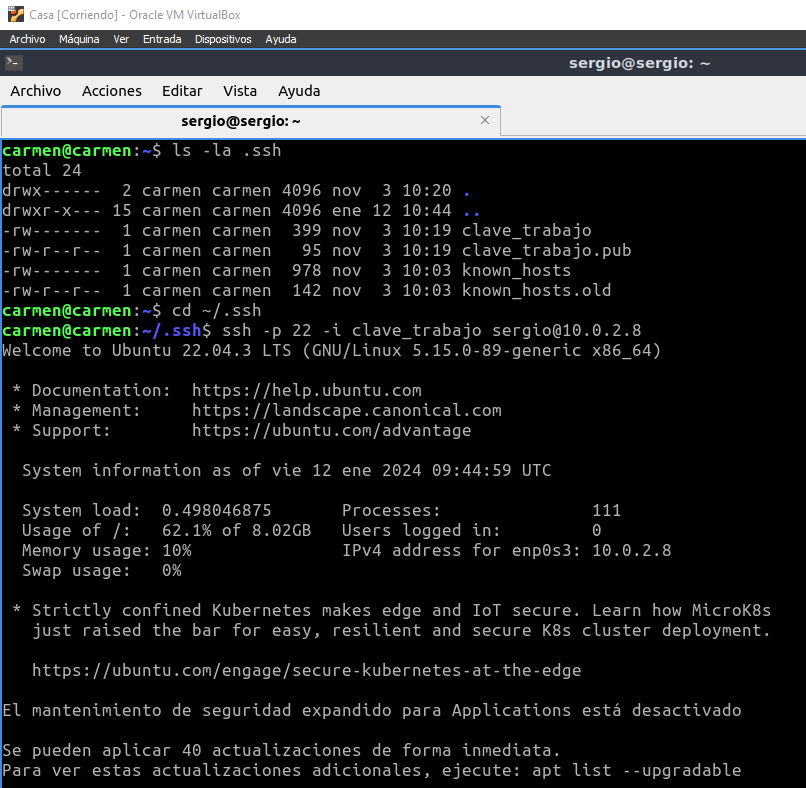 Casa [Corriendo] - Oracle VM VirtualBox
Archivo Máquina Ver Entrada Dispositivos Ayuda
sergio@sergio: ~
Archivo Acciones Editar Vista Ayuda
sergio@sergio: ~
carmen@carmen:~$ ls -la .ssh
total 24
drwx------  2 carmen carmen 4096 nov  3 10:20 .
drwxr-x--- 15 carmen carmen 4096 ene 12 10:44 ..
-rw-------  1 carmen carmen  399 nov  3 10:19 clave_trabajo
-rw-r--r--  1 carmen carmen   95 nov  3 10:19 clave_trabajo.pub
-rw-------  1 carmen carmen  978 nov  3 10:03 known_hosts
-rw-r--r--  1 carmen carmen  142 nov  3 10:03 known_hosts.old
carmen@carmen:~$ cd ~/.ssh
carmen@carmen:~/.ssh$ ssh -p 22 -i clave_trabajo sergio@10.0.2.8
Welcome to Ubuntu 22.04.3 LTS (GNU/Linux 5.15.0-89-generic x86_64)
 * Documentation:  https://help.ubuntu.com
 * Management:     https://landscape.canonical.com
 * Support:        https://ubuntu.com/advantage
  System information as of vie 12 ene 2024 09:44:59 UTC
  System load:  0.498046875       Processes:               111
  Usage of /:   62.1% of 8.02GB   Users logged in:         0
  Memory usage: 10%               IPv4 address for enp0s3: 10.0.2.8
  Swap usage:   0%
 * Strictly confined Kubernetes makes edge and IoT secure. Learn how MicroK8s
   just raised the bar for easy, resilient and secure K8s cluster deployment.
   https://ubuntu.com/engage/secure-kubernetes-at-the-edge
El mantenimiento de seguridad expandido para Applications está desactivado
Se pueden aplicar 40 actualizaciones de forma inmediata.
Para ver estas actualizaciones adicionales, ejecute: apt list --upgradable